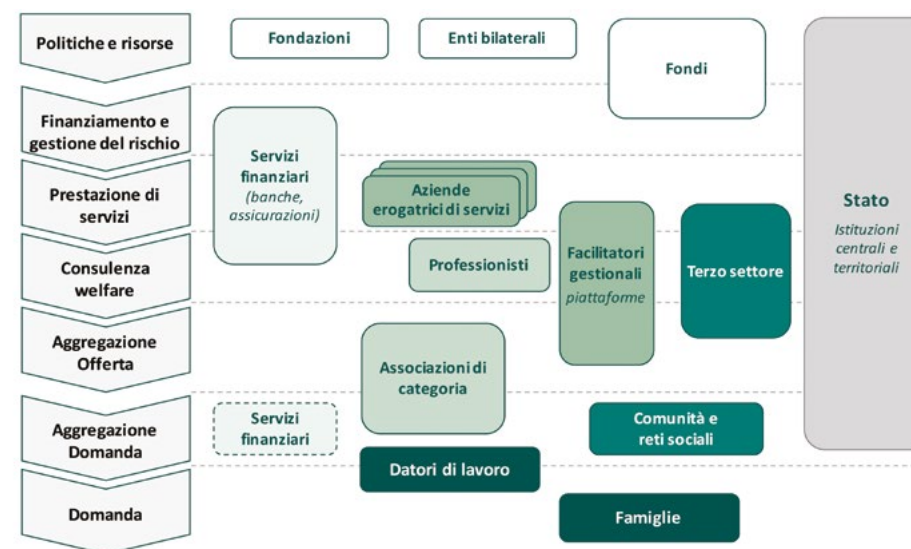 Politiche e risorse
Fondazioni
Enti bilaterali
Fondi
Finanziamento e
gestione del rischio
Servizi
finanziari
(banche,
assicurazioni)
Prestazione di
servizi
Aziende
erogatrici di servizi
Stato
Istituzioni
centrali e
territoriali
Consulenza
welfare
Professionisti
Facilitatori
gestionali
piattaforme
Terzo settore
Aggregazione
Offerta
Associazioni di
categoria
Aggregazione
Domanda
Servizi
finanziari
Comunità e
reti sociali
Datori di lavoro
Domanda
Famiglie